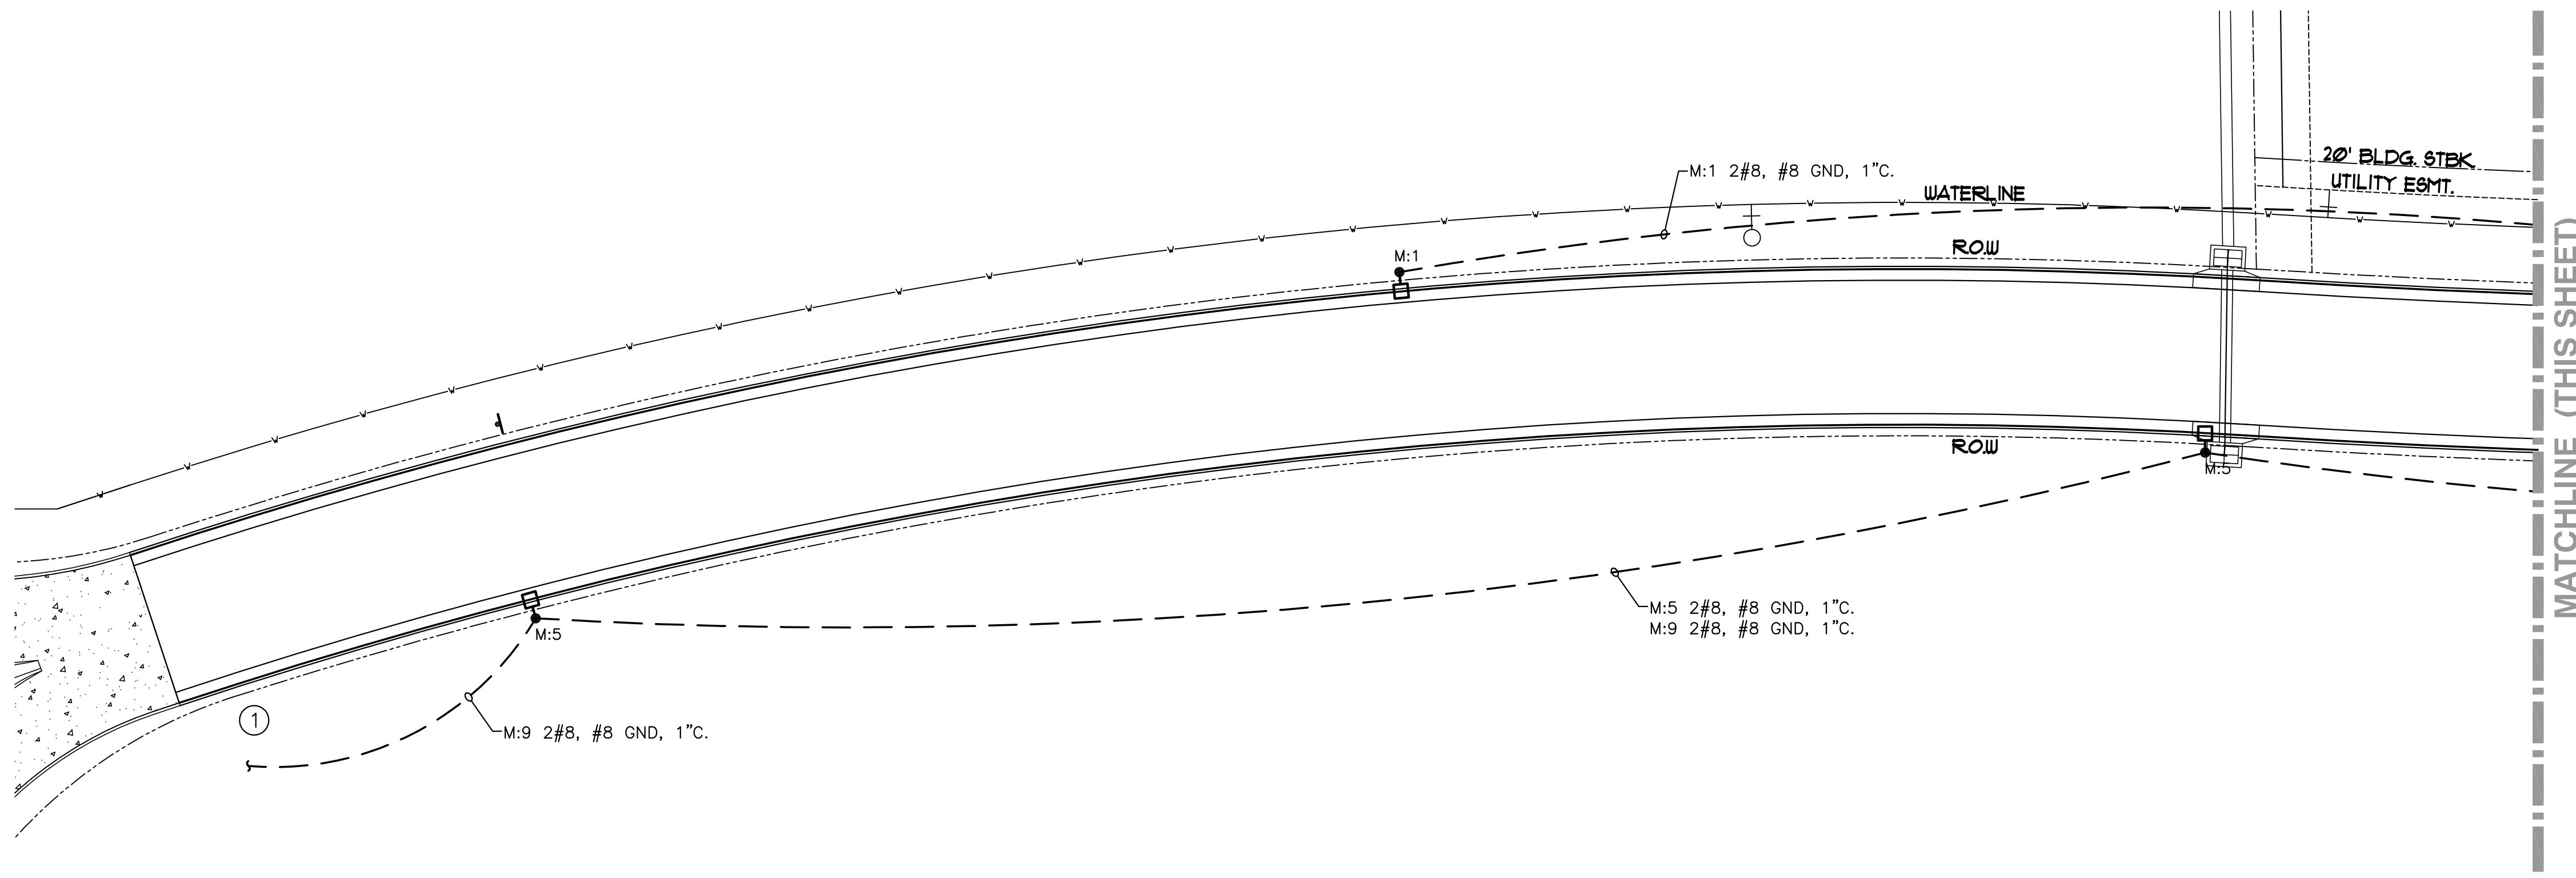 20' BLDG. STBK.
UTILITY ESMT.
M:1 2#8, #8 GND, 1"C.
WATERLINE
R.O.W
M:1
R.O.W
M:5
M:5 2#8, #8 GND, 1"C.
M:9 2#8, #8 GND, 1"C.
M:5
1
M:9 2#8, #8 GND, 1"C.
MATCHLINE (THIS SHEET)
W W W W W W W W W W W W W W W W W W W W W W W W W W W